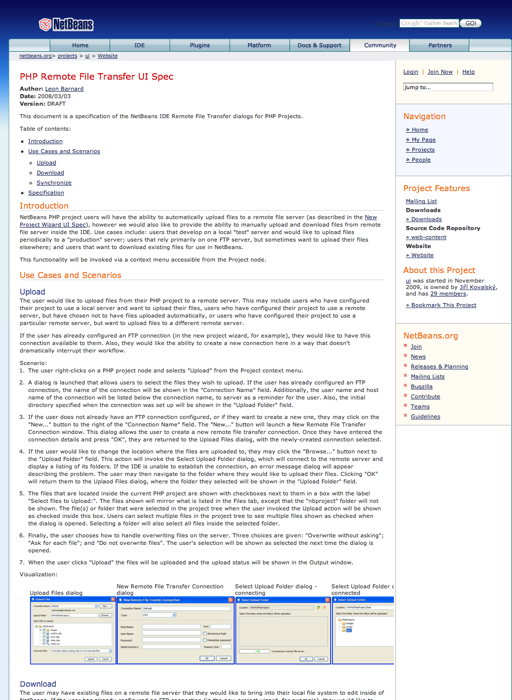 NetBeans
Google™ Custom Search GO!
Home IDE Plugins Platform Docs & Support Community Partners
netbeans.org> projects > ui > Website
PHP Remote File Transfer UI Spec
Author: Leon Barnard
Date: 2008/03/03
Version: DRAFT
This document is a specification of the NetBeans IDE Remote File Transfer dialogs for PHP Projects.
Table of contents:
Introduction
Use Cases and Scenarios
Upload
Download
Synchronize
Specification
Introduction
NetBeans PHP project users will have the ability to automatically upload files to a remote file server (as described in the New
Project Wizard UI Spec), however we would also like to provide the ability to manually upload and download files from remote
file server inside the IDE. Use cases include: users that develop on a local "test" server and would like to upload files
periodically to a "production" server; users that rely primarily on one FTP server, but sometimes want to upload their files
elsewhere; and users that want to download existing files for use in NetBeans.
This functionality will be invoked via a context menu accessible from the Project node.
Use Cases and Scenarios
Upload
The user would like to upload files from their PHP project to a remote server. This may include users who have configured
their project to use a local server and want to upload their files, users who have configured their project to use a remote
server, but have chosen not to have files uploaded automatically, or users who have configured their project to use a
particular remote server, but want to upload files to a different remote server.
If the user has already configured an FTP connection (in the new project wizard, for example), they would like to have this
connection available to them. Also, they would like the ability to create a new connection here in a way that doesn't
dramatically interrupt their workflow.
Scenario:
1. The user right-clicks on a PHP project node and selects "Upload" from the Project context menu.
2. A dialog is launched that allows users to select the files they wish to upload. If the user has already configured an FTP
connection, the name of the connection will be shown in the "Connection Name" field. Additionally, the user name and host
name of the connection will be listed below the connection name, to server as a reminder for the user. Also, the initial
directory specified when the connection was set up will be shown in the "Upload Folder" field.
3. If the user does not already have an FTP connection configured, or if they want to create a new one, they may click on the
"New..." button to the right of the "Connection Name" field. The "New..." button will launch a New Remote File Transfer
Connection window. This dialog allows the user to create a new remote file transfer connection. Once they have entered the
connection details and press "OK", they are returned to the Upload Files dialog, with the newly-created connection selected.
4. If the user would like to change the location where the files are uploaded to, they may click the "Browse..." button next to
the "Upload Folder" field. This action will invoke the Select Upload Folder dialog, which will connect to the remote server and
display a listing of its folders. If the IDE is unable to establish the connection, an error message dialog will appear
describing the problem. The user may then navigate to the folder where they would like to upload their files. Clicking "OK"
will return them to the Upload Files dialog, where the folder they selected will be shown in the "Upload Folder" field.
5. The files that are located inside the current PHP project are shown with checkboxes next to them in a box with the label
"Select files to Upload:". The files shown will mirror what is listed in the Files tab, except that the "nbproject" folder will not
be shown. The file(s) or folder that were selected in the project tree when the user invoked the Upload action will be shown
as checked inside this box. Users can select multiple files in the project tree to see multiple files shown as checked when
the dialog is opened. Selecting a folder will also select all files inside the selected folder.
6. Finally, the user chooses how to handle overwriting files on the server. Three choices are given: "Overwrite without asking";
"Ask for each file"; and "Do not overwrite files". The user's selection will be shown as selected the next time the dialog is
opened.
7. When the user clicks "Upload" the files will be uploaded and the upload status will be shown in the Output window.
Visualization:
Upload Files dialog
New Remote File Transfer Connection
dialog
Select Upload Folder dialog -
connecting
Select Upload Folder
connected
Download
The user may have existing files on a remote file server that they would like to bring into their local file system to edit inside of
Login | Join Now | Help
Jump to...
Navigation
» Home
» My Page
» Projects
» People
Project Features
Mailing List
Downloads
» Downloads
Source Code Repository
» web-content
Website
» Website
About this Project
ui was started in November
2009, is owned by Jiří Kovalský,
and has 29 members.
» Bookmark This Project
NetBeans.org
Join
News
Releases & Planning
Mailing Lists
Bugzilla
Contribute
Teams
Guidelines